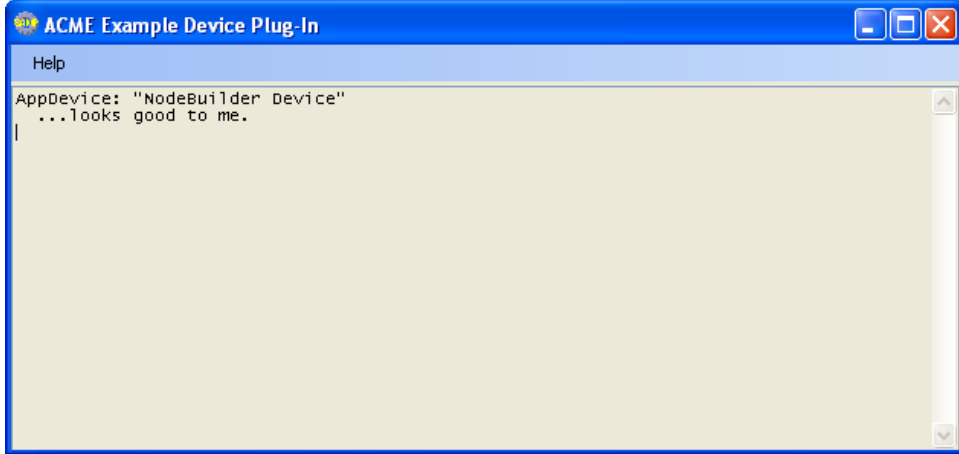 ACME Example Device Plug-In
Help
AppDevice: "NodeBuilder Device"
...looks good to me.